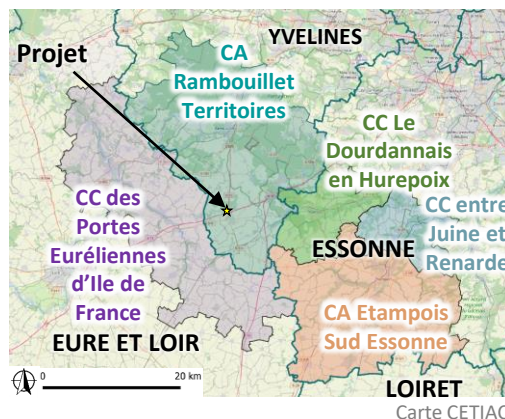 YVELINES
Projet
CA
Rambouillet
Territoires
CC Le
Dourdannais
en Hurepoix
CC des
Portes
Euréliennes
d'Ile de
France
CC entre
Juine et
Renarde
ESSONNE
CA Etampois
Sud Essonne
EURE ET LOIR
0 20 km
LOIRET
Carte CETIAC